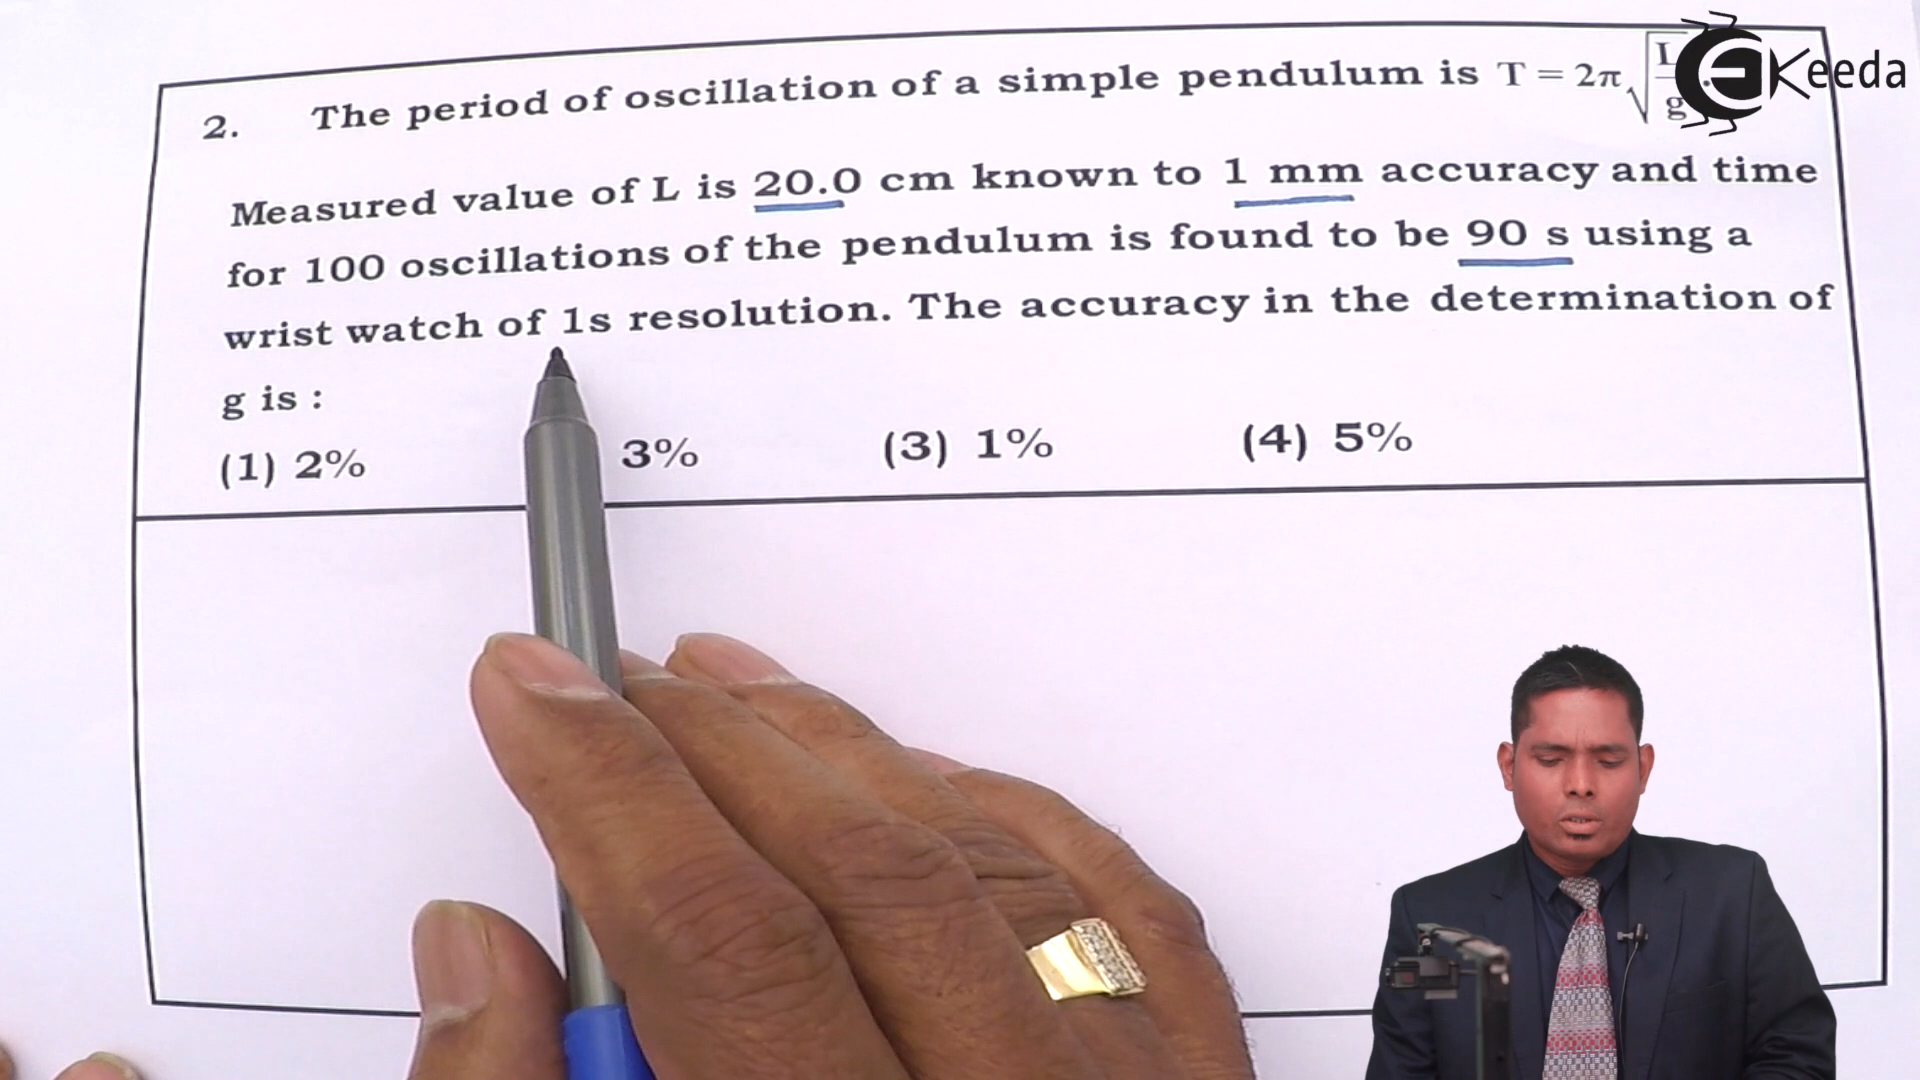 2. The period of oscillation of a simple pendulum is T = 2π√(L/g).
Measured value of L is 20.0 cm known to 1 mm accuracy and time
for 100 oscillations of the pendulum is found to be 90 s using a
wrist watch of 1s resolution. The accuracy in the determination of
g is :
(1) 2% 3% (3) 1% (4) 5%
eKeeda